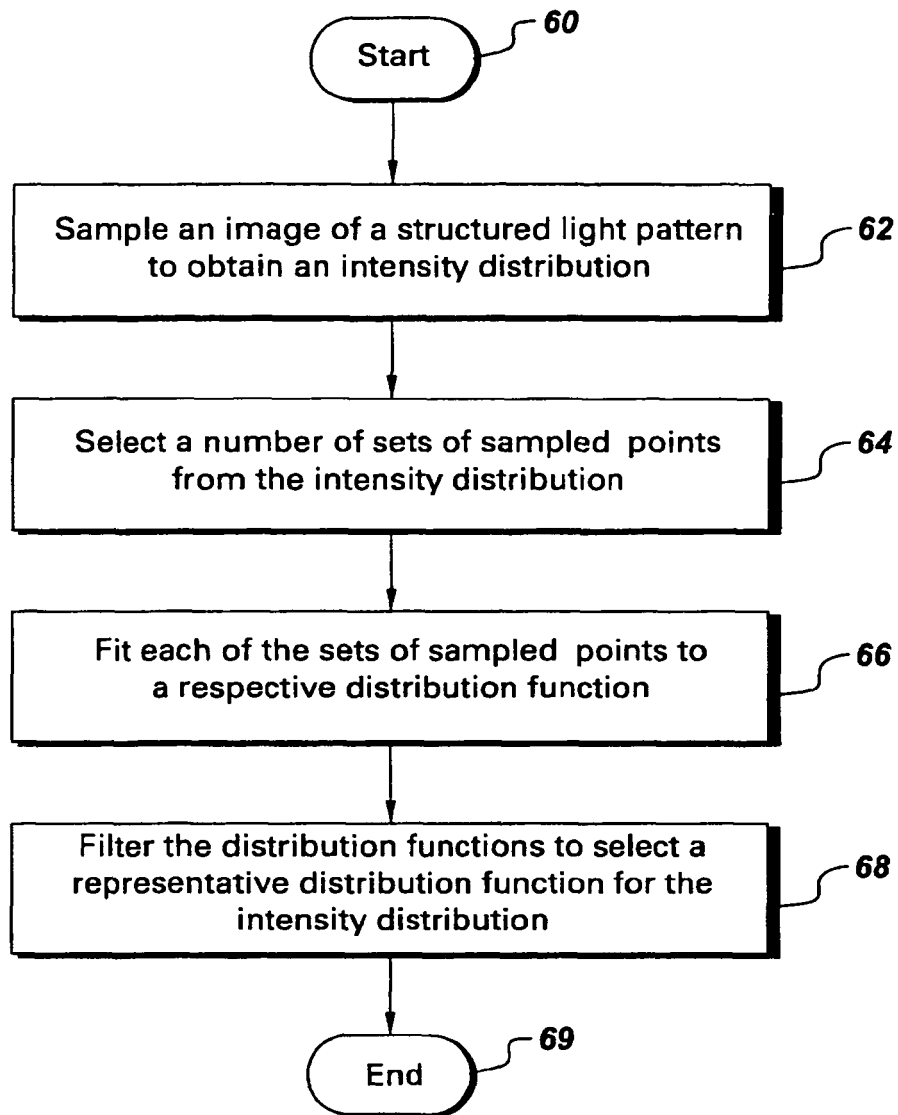 Start
60
Sample an image of a structured light pattern
to obtain an intensity distribution
62
Select a number of sets of sampled points
from the intensity distribution
64
Fit each of the sets of sampled points to
a respective distribution function
66
Filter the distribution functions to select a
representative distribution function for the
intensity distribution
68
End
69